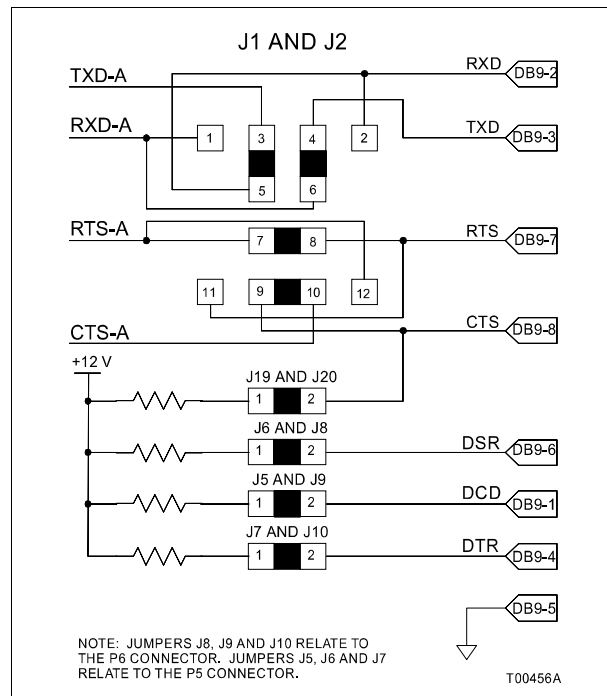 J1 AND J2
TXD-A
RXD
DB9-2
RXD-A
1
3
4
2
TXD
DB9-3
5
6
RTS-A
7
8
RTS
DB9-7
11
9
10
12
CTS-A
CTS
DB9-8
+12 V
J19 AND J20
1
2
J6 AND J8
1
2
DSR
DB9-6
J5 AND J9
1
2
DCD
DB9-1
J7 AND J10
1
2
DTR
DB9-4
DB9-5
NOTE: JUMPERS J8, J9 AND J10 RELATE TO
THE P6 CONNECTOR. JUMPERS J5, J6 AND J7
RELATE TO THE P5 CONNECTOR.
T00456A